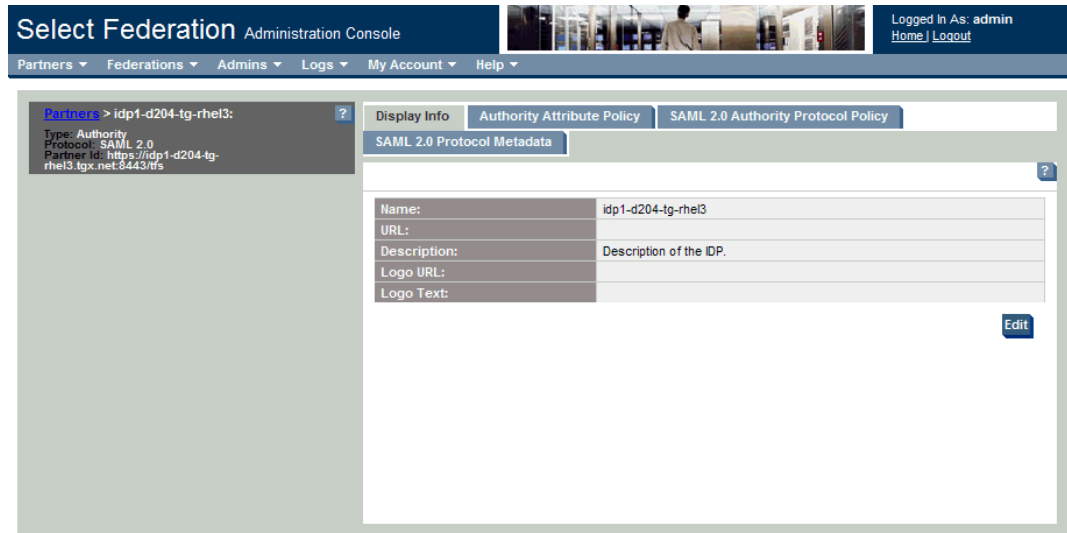 Select Federation Administration Console
Logged In As: admin
Home | Logout
Partners Federations Admins Logs My Account Help
Partners > idp1-d204-tg-rhel3: ?
Type: Authority
Protocol: SAML 2.0
Partner Id: https://idp1-d204-tg-
rhel3.tgx.net:8443/tfs
Display Info Authority Attribute Policy SAML 2.0 Authority Protocol Policy
SAML 2.0 Protocol Metadata
?
Name: idp1-d204-tg-rhel3
URL:
Description: Description of the IDP.
Logo URL:
Logo Text:
Edit